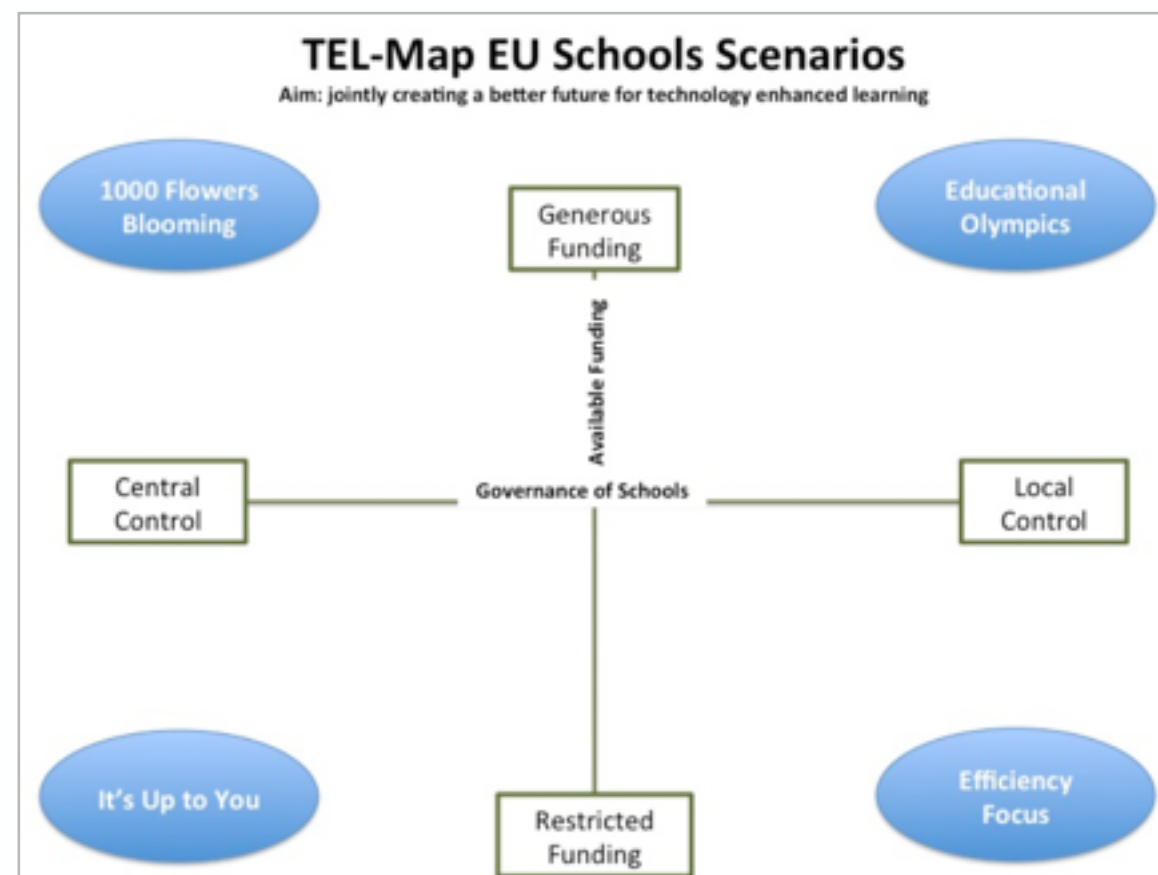 TEL-Map EU Schools Scenarios
Aim: jointly creating a better future for technology enhanced learning
1000 Flowers
Blooming
Generous
Funding
Educational
Olympics
Available Funding
Central
Control
Governance of Schools
Local
Control
It's Up to You
Restricted
Funding
Efficiency
Focus